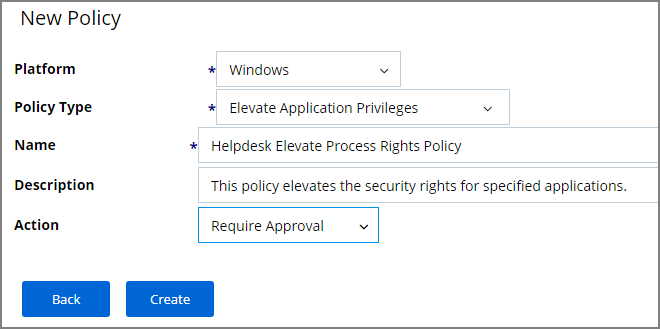 New Policy
Platform * Windows
Policy Type * Elevate Application Privileges
Name * Helpdesk Elevate Process Rights Policy
Description This policy elevates the security rights for specified applications.
Action Require Approval
Back Create